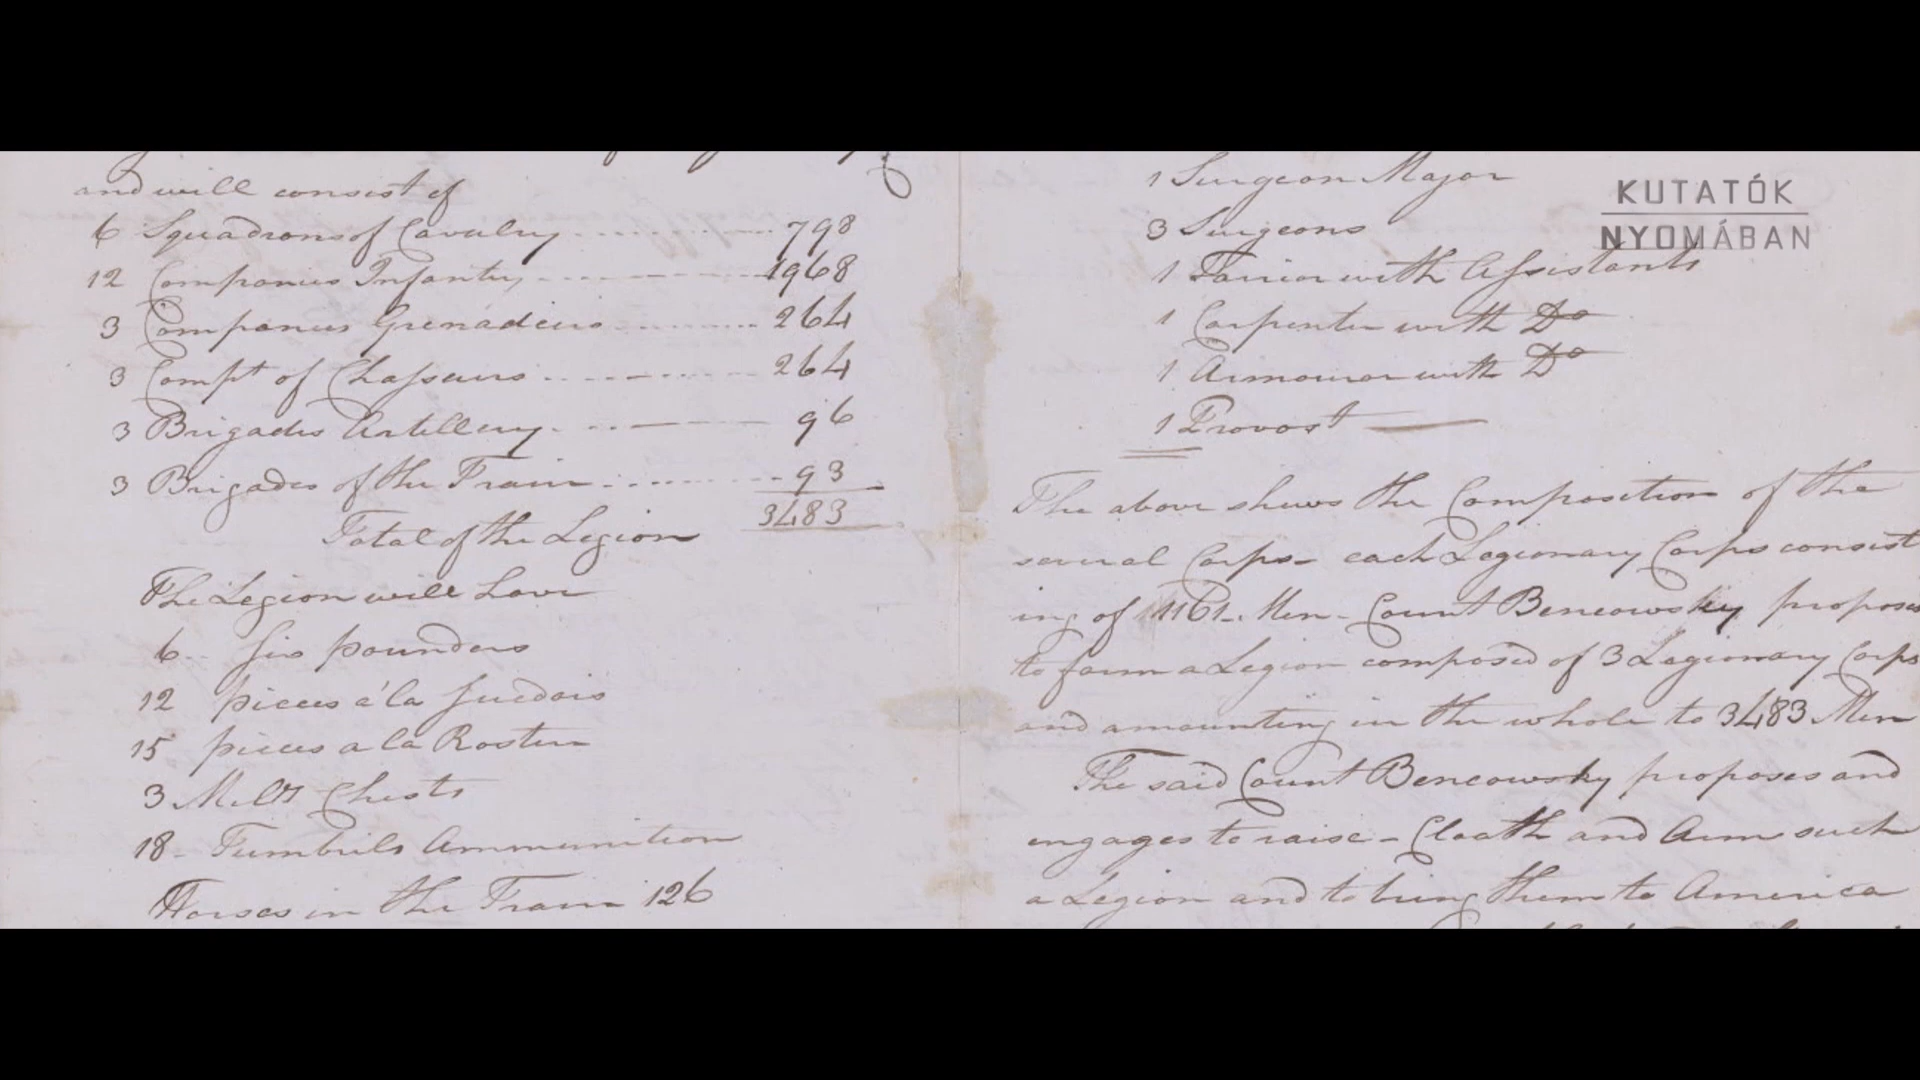 and will consist of
6 Squadrons of Cavalry 798
12 Companies Infantry 1968
3 Companies Grenadeirs 264
3 Compt of Chasseurs 264
3 Brigades Artillery 96
3 Brigades of the Train 93
Total of the Legion 3483
The Legion will have
6 Six pounders
12 pieces a la Suedois
15 pieces a la Rosten
3 Chests
18 Tumbrils Ammunition
Horses in the Train 126
1 Surgeon Major
3 Surgeons
1 Farrior with Assistants
1 Carpenter with Do
1 Armourer with Do
1 Provost
The above shews the Composition of the
several Corps - each Legionary Corps consist
ing of 1161 Men - Count Bencowsky proposes
to form a Legion composed of 3 Legionary Corps
and amounting in the whole to 3483 Men
The said Count Bencowsky proposes and
engages to raise - Cloath and Arm such
a Legion and to bring them to America
KUTATÓK
NYOMÁBAN